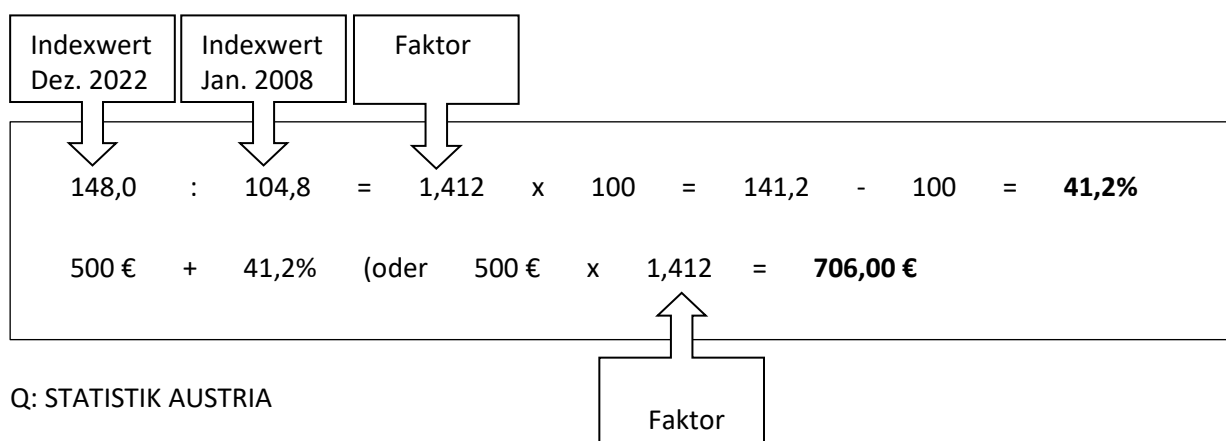 Indexwert
Dez. 2022
Indexwert
Jan. 2008
Faktor
148,0 : 104,8 = 1,412 x 100 = 141,2 - 100 = 41,2%
500 € + 41,2% (oder 500 € x 1,412 = 706,00 €
Q: STATISTIK AUSTRIA
Faktor